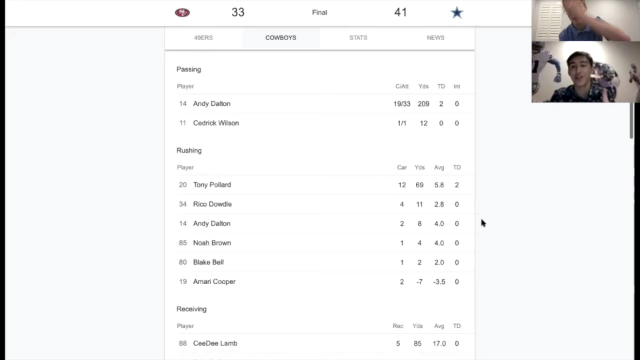 33 Final 41
49ERS COWBOYS STATS NEWS
Passing
Player C/Att Yds TD Int
14 Andy Dalton 19/33 209 2 0
11 Cedrick Wilson 1/1 12 0 0
Rushing
Player Car Yds Avg TD
20 Tony Pollard 12 69 5.8 2
34 Rico Dowdle 4 11 2.8 0
14 Andy Dalton 2 8 4.0 0
85 Noah Brown 1 4 4.0 0
80 Blake Bell 1 2 2.0 0
19 Amari Cooper 2 -7 -3.5 0
Receiving
Player Rec Yds Avg TD
88 CeeDee Lamb 5 85 17.0 0